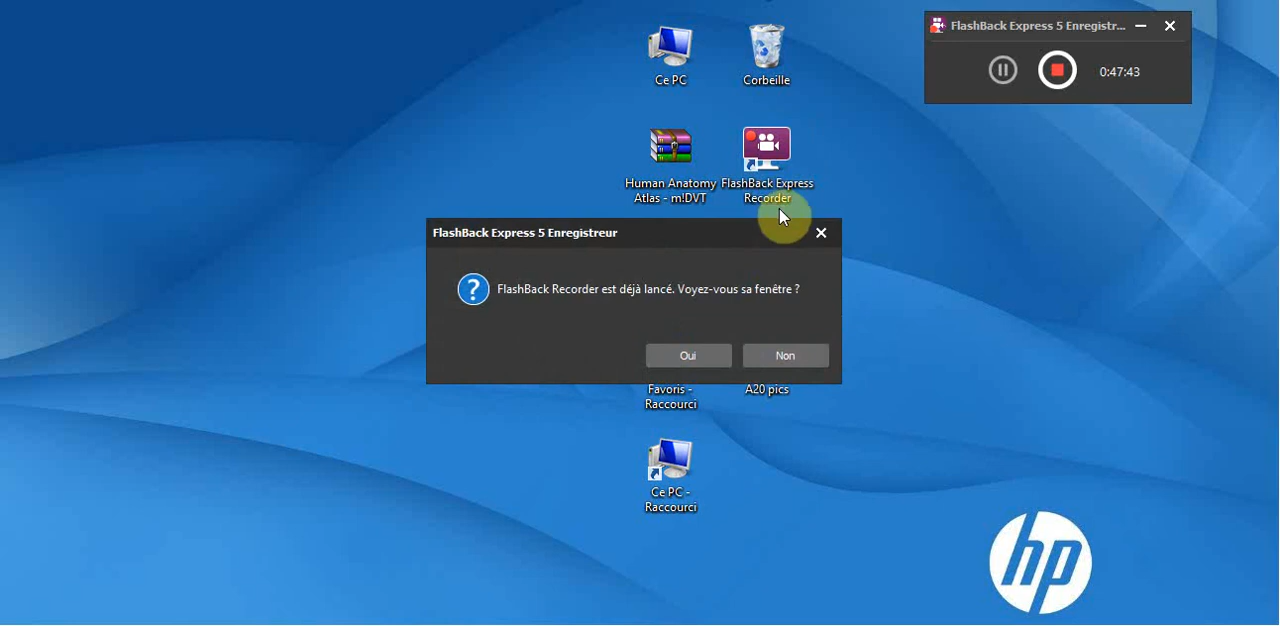 Ce PC
Corbeille
FlashBack Express 5 Enregistr...
0:47:43
Human Anatomy
Atlas - m!DVT
FlashBack Express
Recorder
FlashBack Express 5 Enregistreur
FlashBack Recorder est déjà lancé. Voyez-vous sa fenêtre ?
Oui
Non
Favoris -
Raccourci
A20 pics
Ce PC -
Raccourci
hp